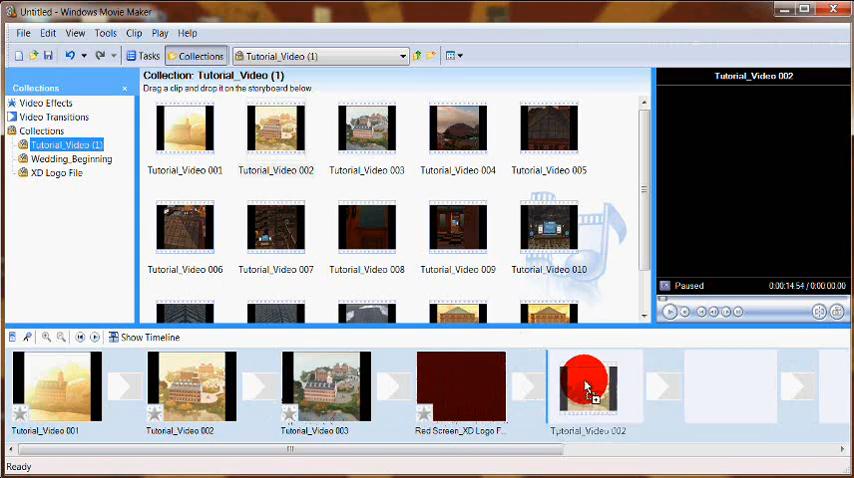 Untitled - Windows Movie Maker
File Edit View Tools Clip Play Help
Tasks Collections Tutorial_Video (1)
Collections
Video Effects
Video Transitions
Collections
Tutorial_Video (1)
Wedding_Beginning
XD Logo File
Collection: Tutorial_Video (1)
Drag a clip and drop it on the storyboard below.
Tutorial_Video 001 Tutorial_Video 002 Tutorial_Video 003 Tutorial_Video 004 Tutorial_Video 005
Tutorial_Video 006 Tutorial_Video 007 Tutorial_Video 008 Tutorial_Video 009 Tutorial_Video 010
Tutorial_Video 002
Paused 0:00:14.54 / 0:00:00.00
Show Timeline
Tutorial_Video 001 Tutorial_Video 002 Tutorial_Video 003 Red Screen_XD Logo F... Tutorial_Video 002
Ready